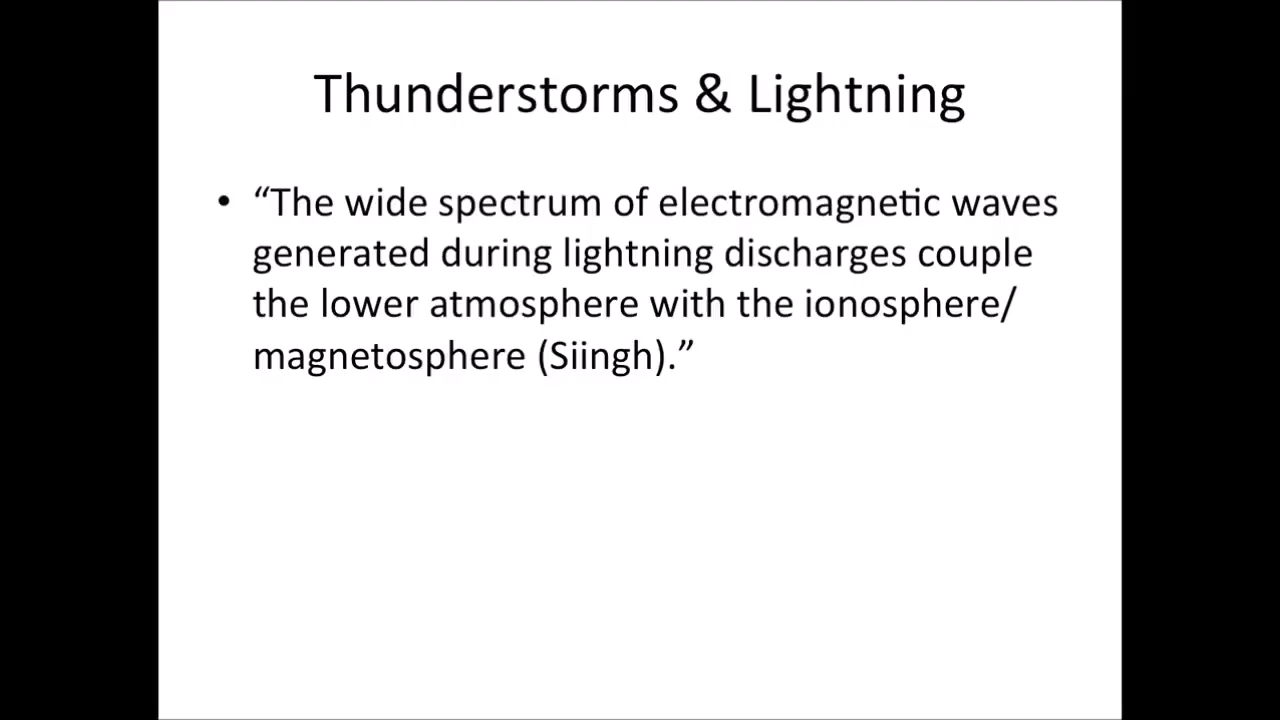 Thunderstorms & Lightning
• “The wide spectrum of electromagnetic waves
generated during lightning discharges couple
the lower atmosphere with the ionosphere/
magnetosphere (Siingh).”